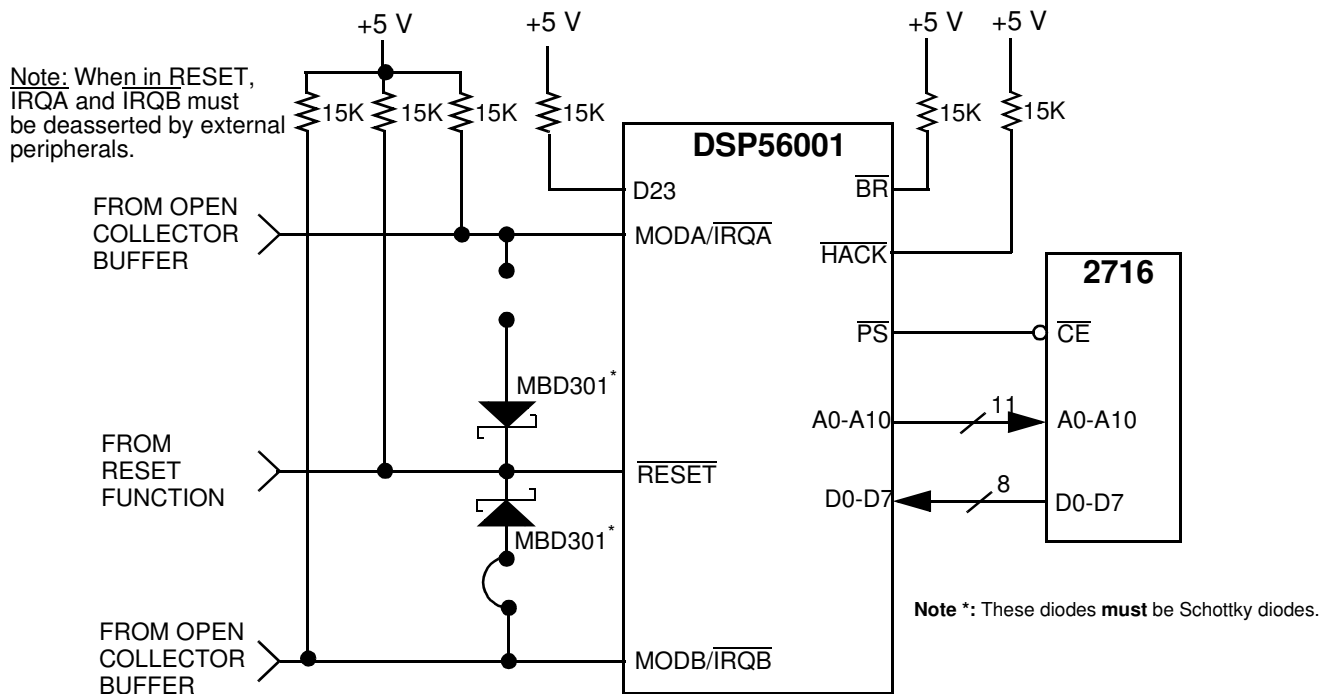 +5 V
+5 V
+5 V
+5 V
Note: When in RESET,
IRQA and IRQB must
be deasserted by external
peripherals.
15K
15K
15K
15K
15K
15K
DSP56001
D23
BR
FROM OPEN
COLLECTOR
BUFFER
MODA/IRQA
HACK
2716
PS
CE
MBD301*
A0-A10
11
A0-A10
FROM
RESET
FUNCTION
RESET
D0-D7
8
D0-D7
MBD301*
Note *: These diodes must be Schottky diodes.
FROM OPEN
COLLECTOR
BUFFER
MODB/IRQB